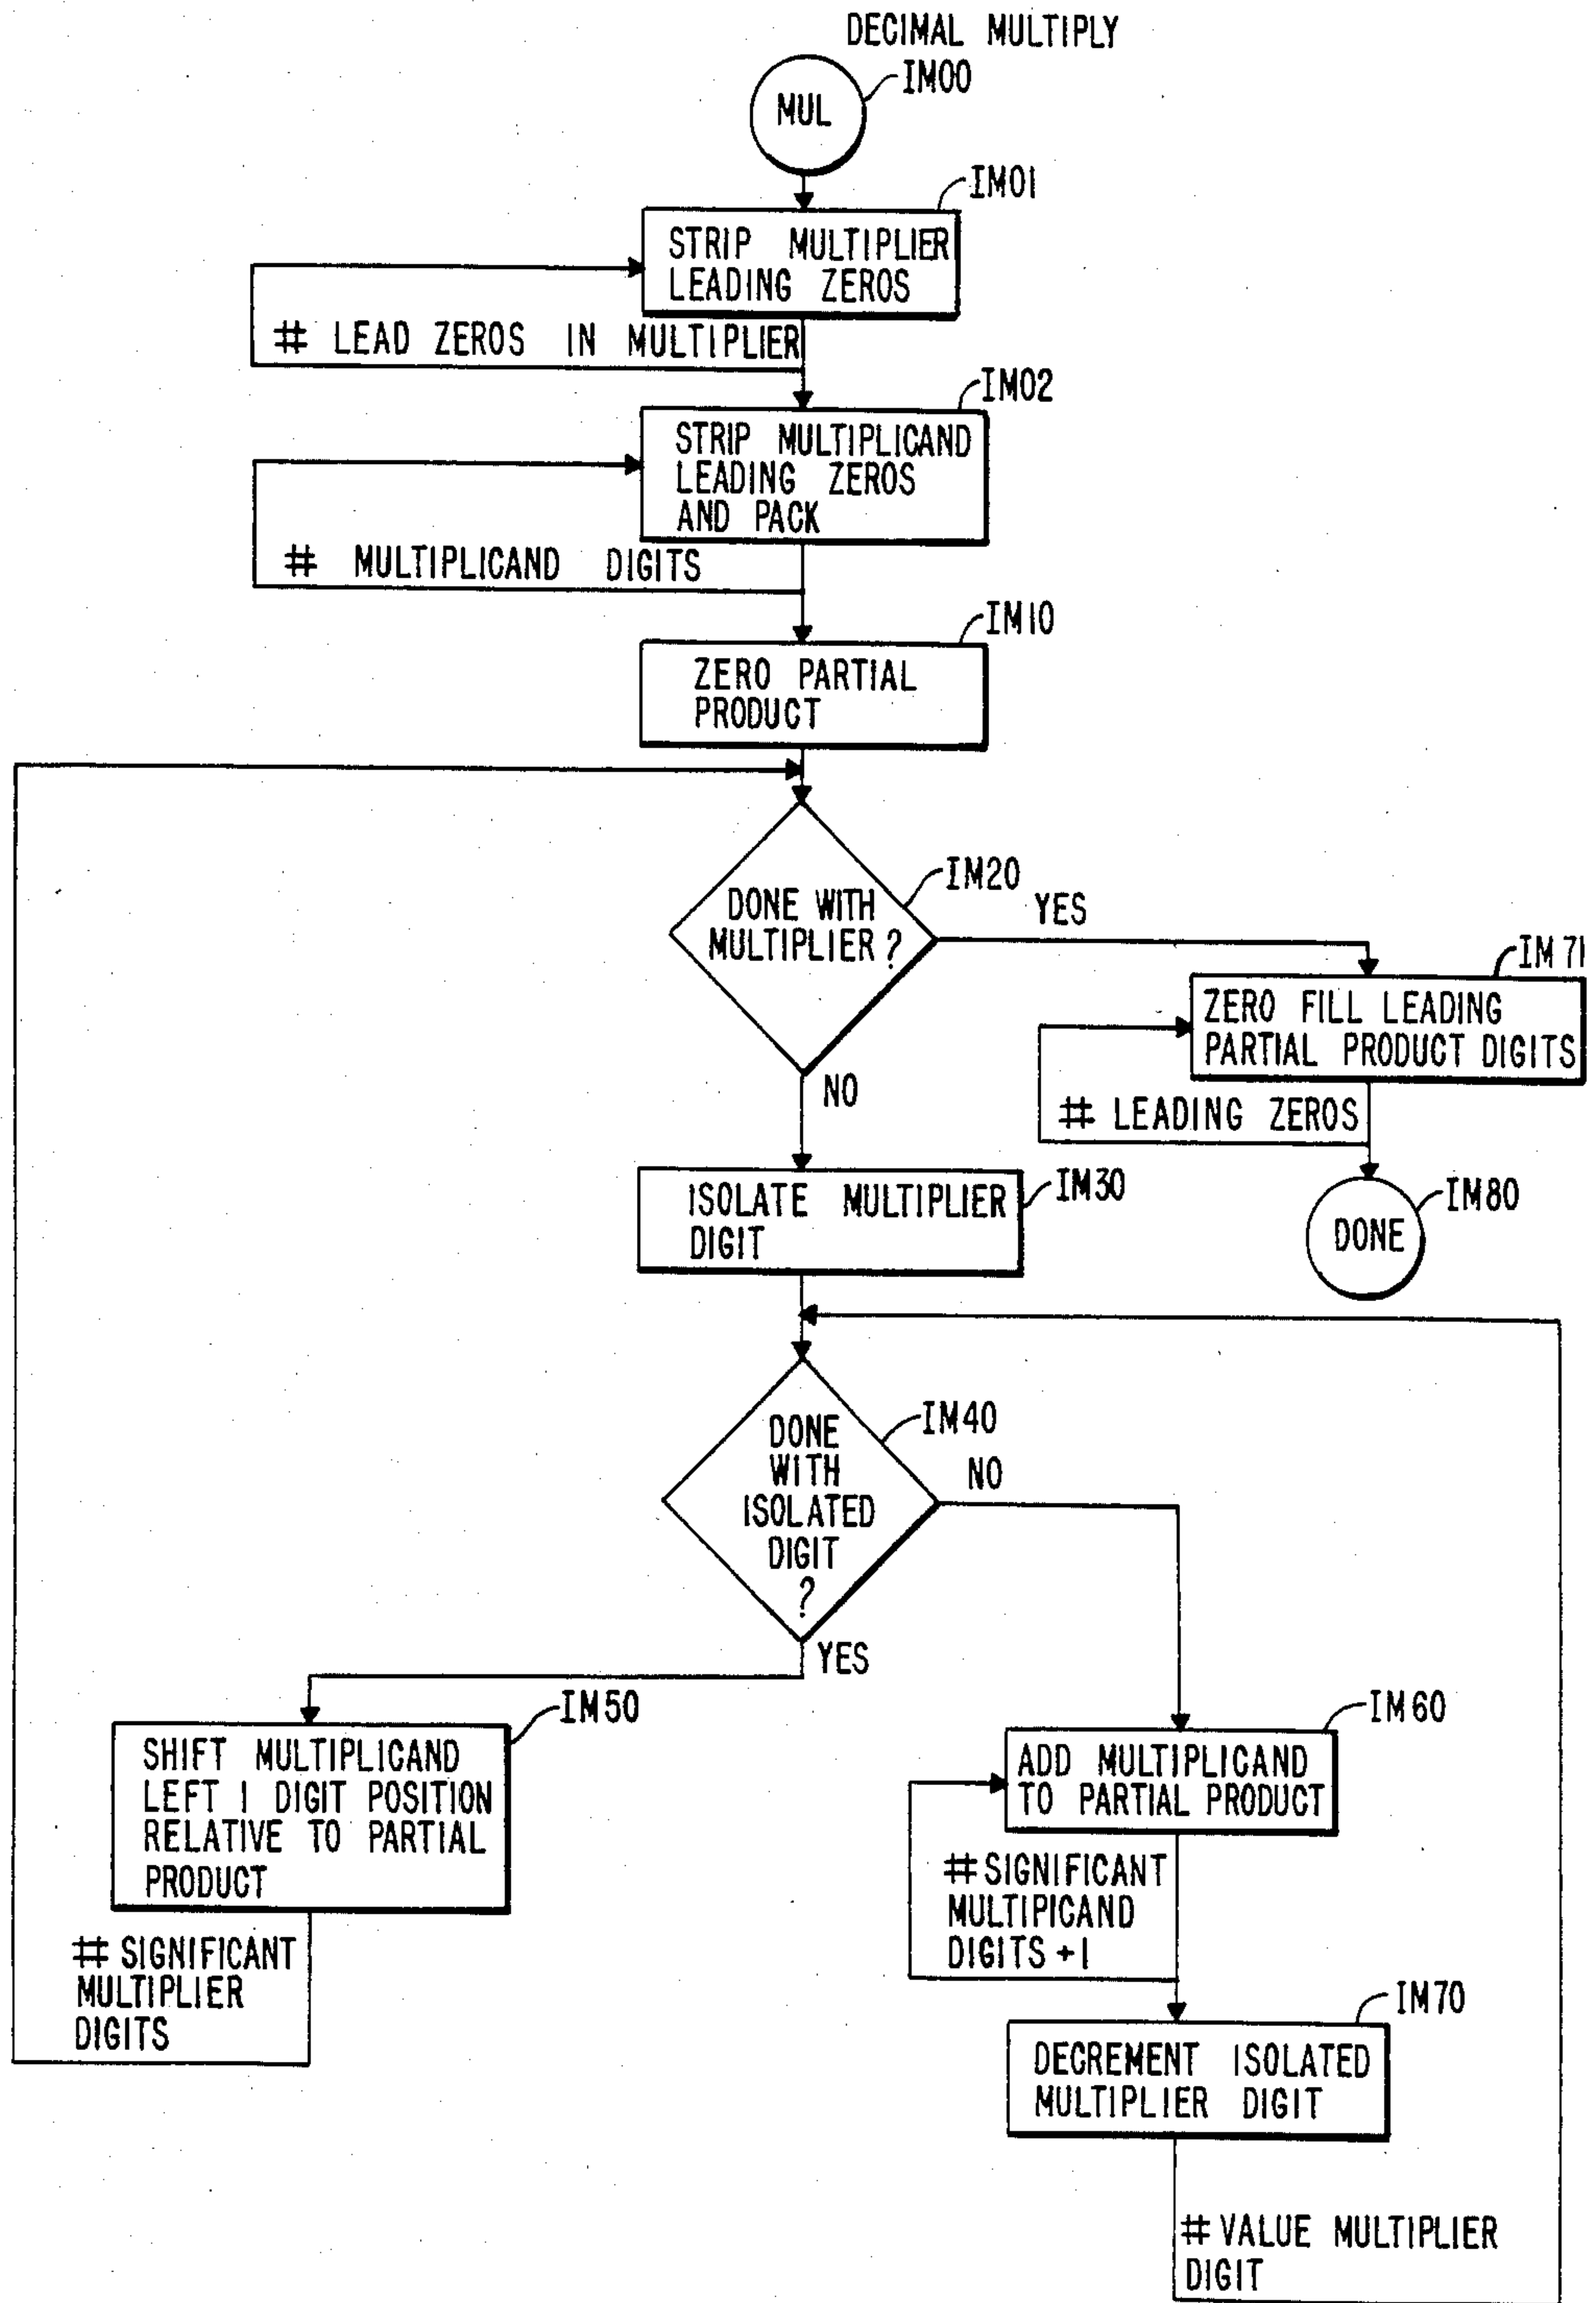 DECIMAL MULTIPLY
IM00
MUL
IM01
STRIP MULTIPLIER
LEADING ZEROS
# LEAD ZEROS IN MULTIPLIER
IM02
STRIP MULTIPLICAND
LEADING ZEROS
AND PACK
# MULTIPLICAND DIGITS
IM10
ZERO PARTIAL
PRODUCT
IM20
DONE WITH
MULTIPLIER ?
YES
NO
IM71
ZERO FILL LEADING
PARTIAL PRODUCT DIGITS
# LEADING ZEROS
IM80
DONE
IM30
ISOLATE MULTIPLIER
DIGIT
IM40
DONE
WITH
ISOLATED
DIGIT
?
NO
YES
IM50
SHIFT MULTIPLICAND
LEFT 1 DIGIT POSITION
RELATIVE TO PARTIAL
PRODUCT
# SIGNIFICANT
MULTIPLIER
DIGITS
IM60
ADD MULTIPLICAND
TO PARTIAL PRODUCT
# SIGNIFICANT
MULTIPICAND
DIGITS +1
IM70
DECREMENT ISOLATED
MULTIPLIER DIGIT
# VALUE MULTIPLIER
DIGIT